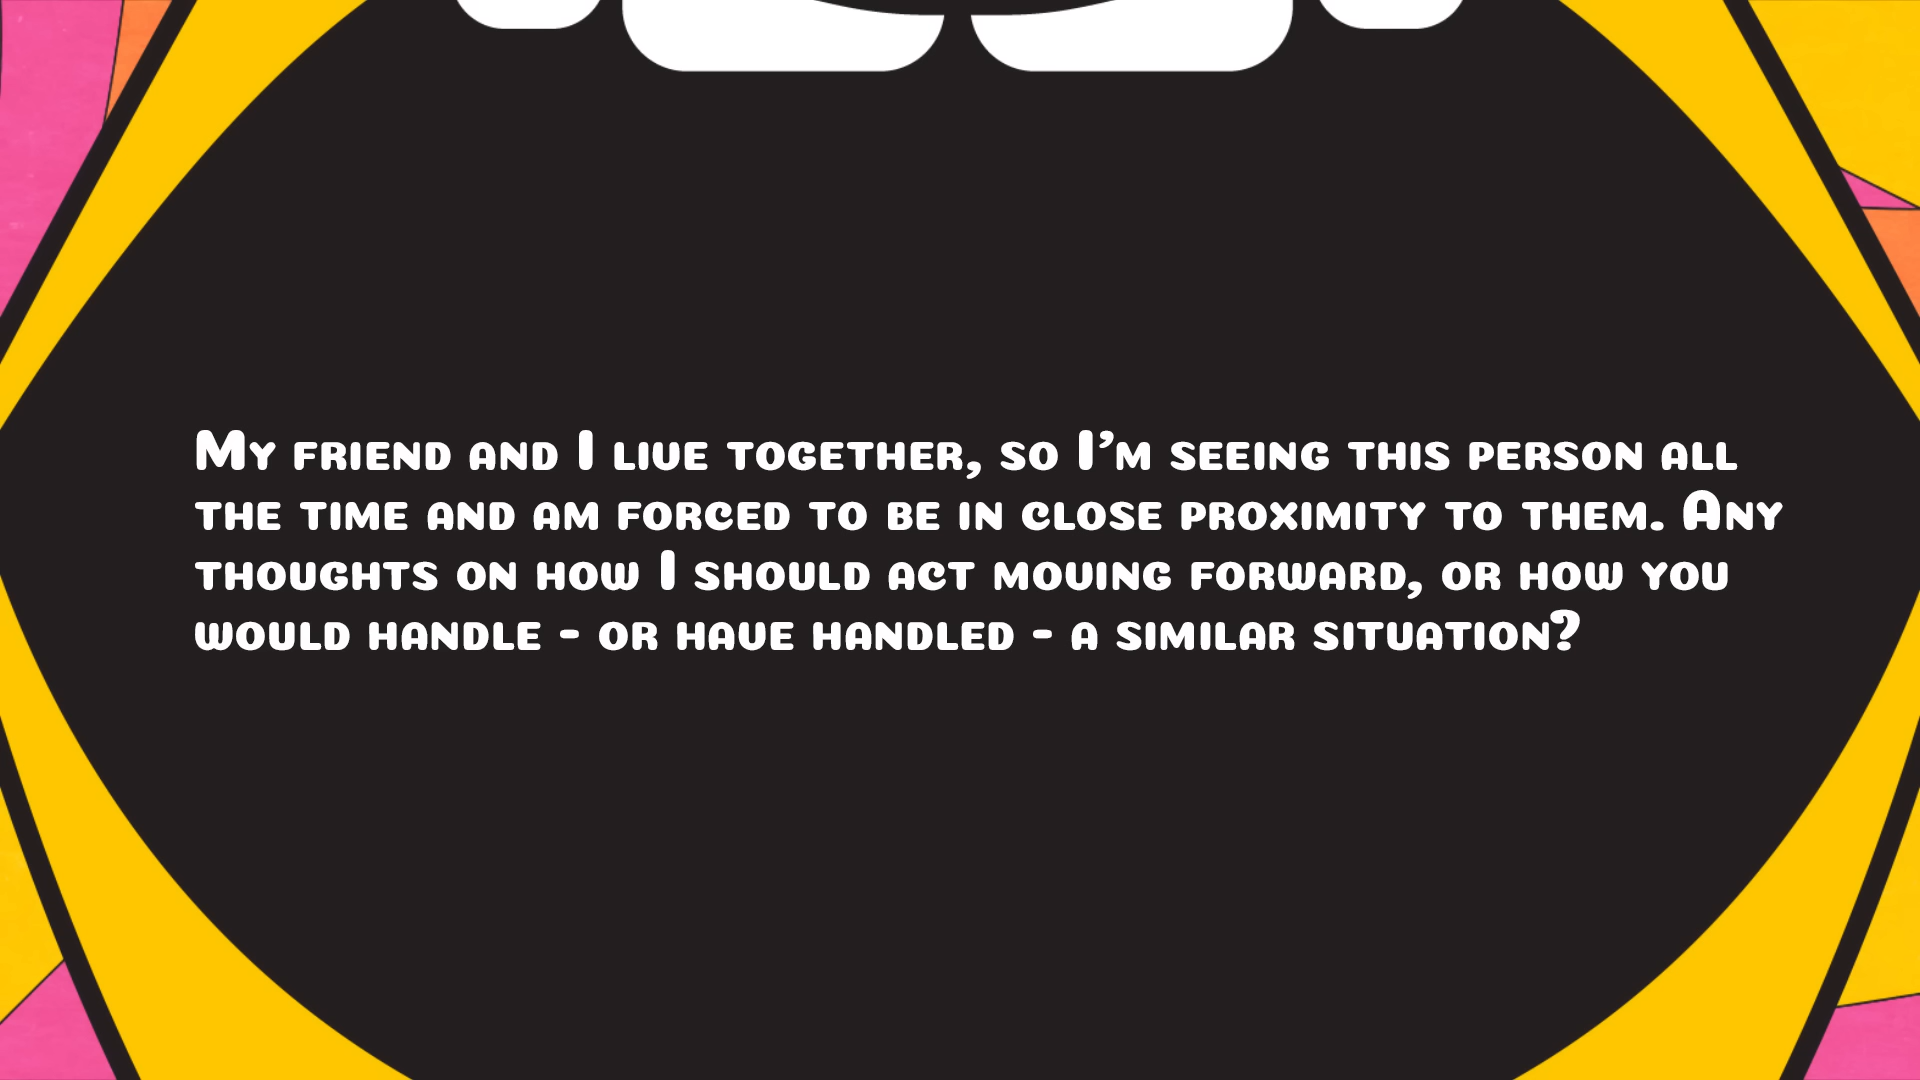 My friend and I live together, so I'm seeing this person all
the time and am forced to be in close proximity to them. Any
thoughts on how I should act moving forward, or how you
would handle - or have handled - a similar situation?